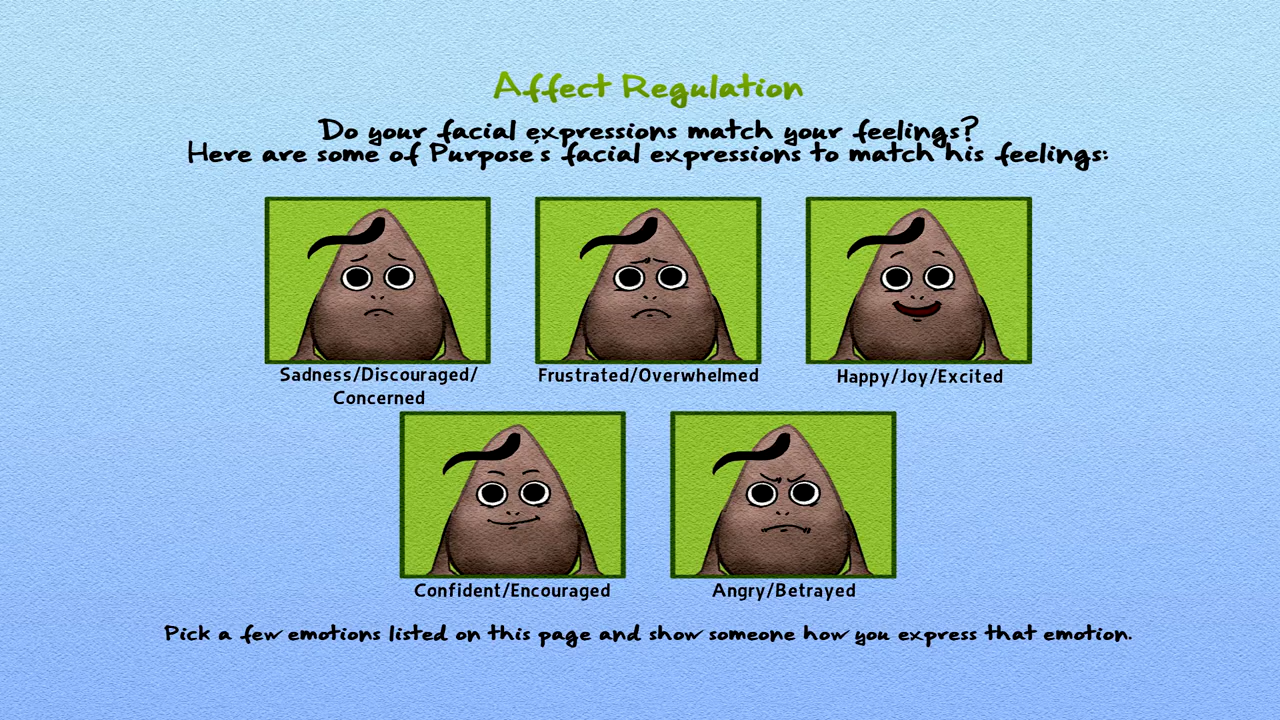 Affect Regulation
Do your facial expressions match your feelings?
Here are some of Purpose's facial expressions to match his feelings:
Sadness/Discouraged/
Concerned
Frustrated/Overwhelmed
Happy/Joy/Excited
Confident/Encouraged
Angry/Betrayed
Pick a few emotions listed on this page and show someone how you express that emotion.